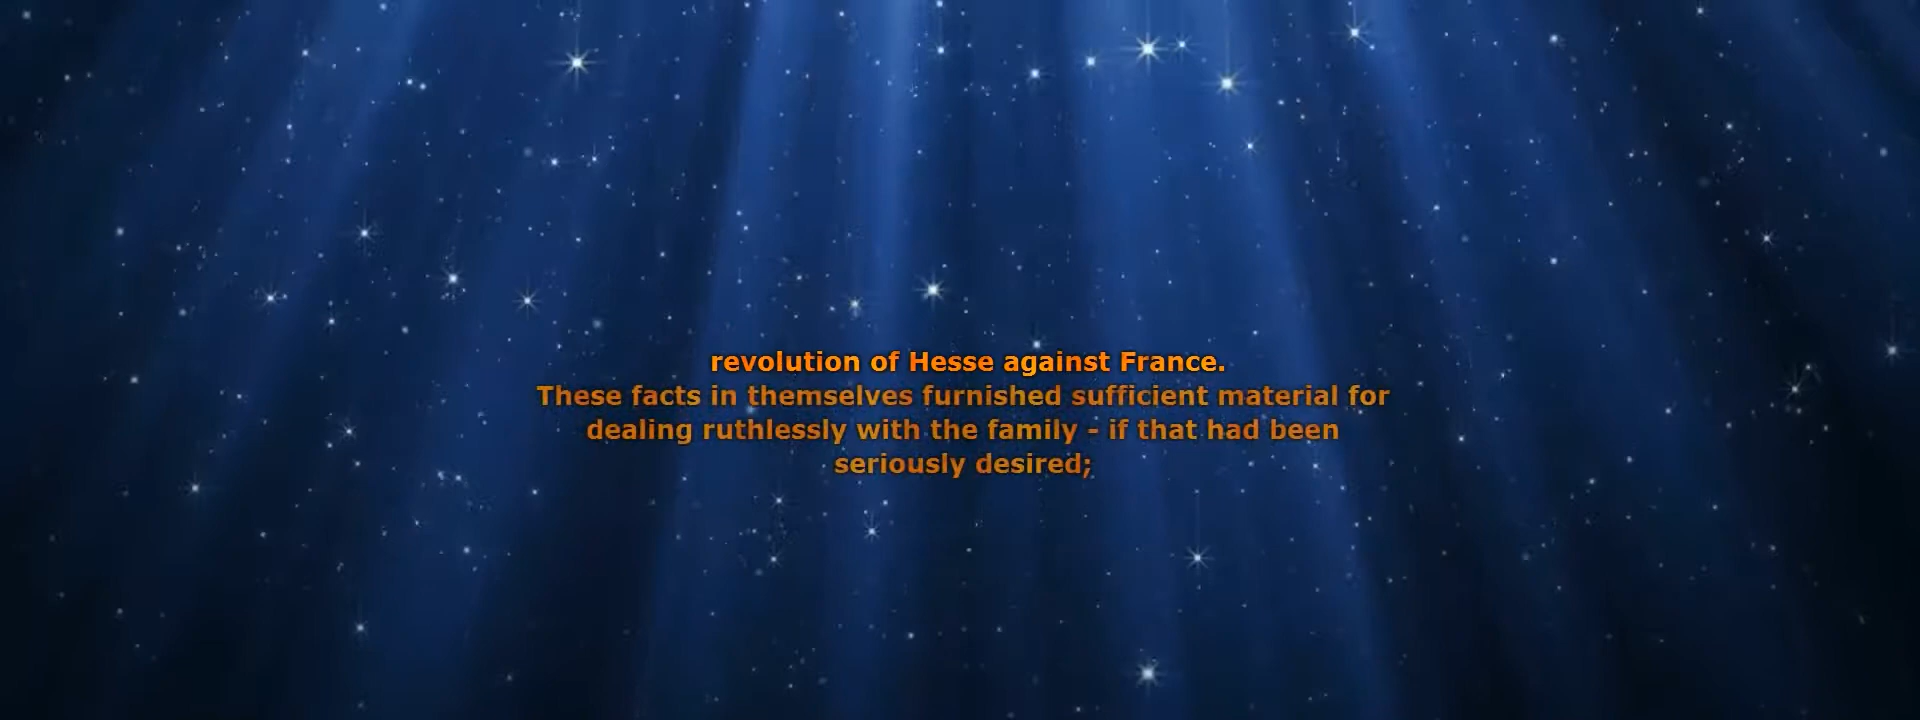 revolution of Hesse against France.
These facts in themselves furnished sufficient material for
dealing ruthlessly with the family - if that had been
seriously desired;